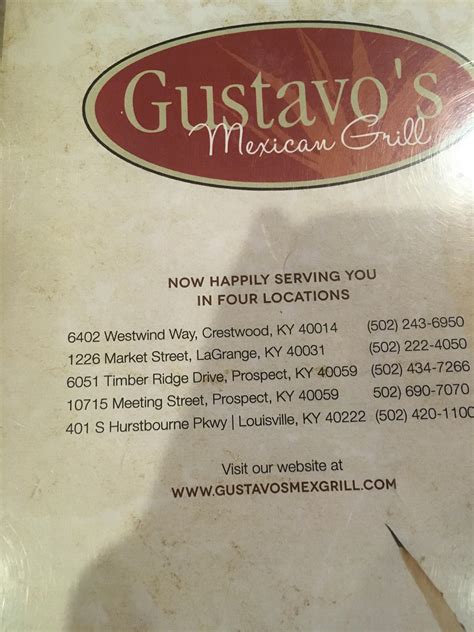 Gustavo's
Mexican Grill
NOW HAPPILY SERVING YOU
IN FOUR LOCATIONS
6402 Westwind Way, Crestwood, KY 40014 (502) 243-6950
1226 Market Street, LaGrange, KY 40031 (502) 222-4050
6051 Timber Ridge Drive, Prospect, KY 40059 (502) 434-7266
10715 Meeting Street, Prospect, KY 40059 (502) 690-7070
401 S Hurstbourne Pkwy | Louisville, KY 40222 (502) 420-1100
Visit our website at
WWW.GUSTAVOSMEXGRILL.COM